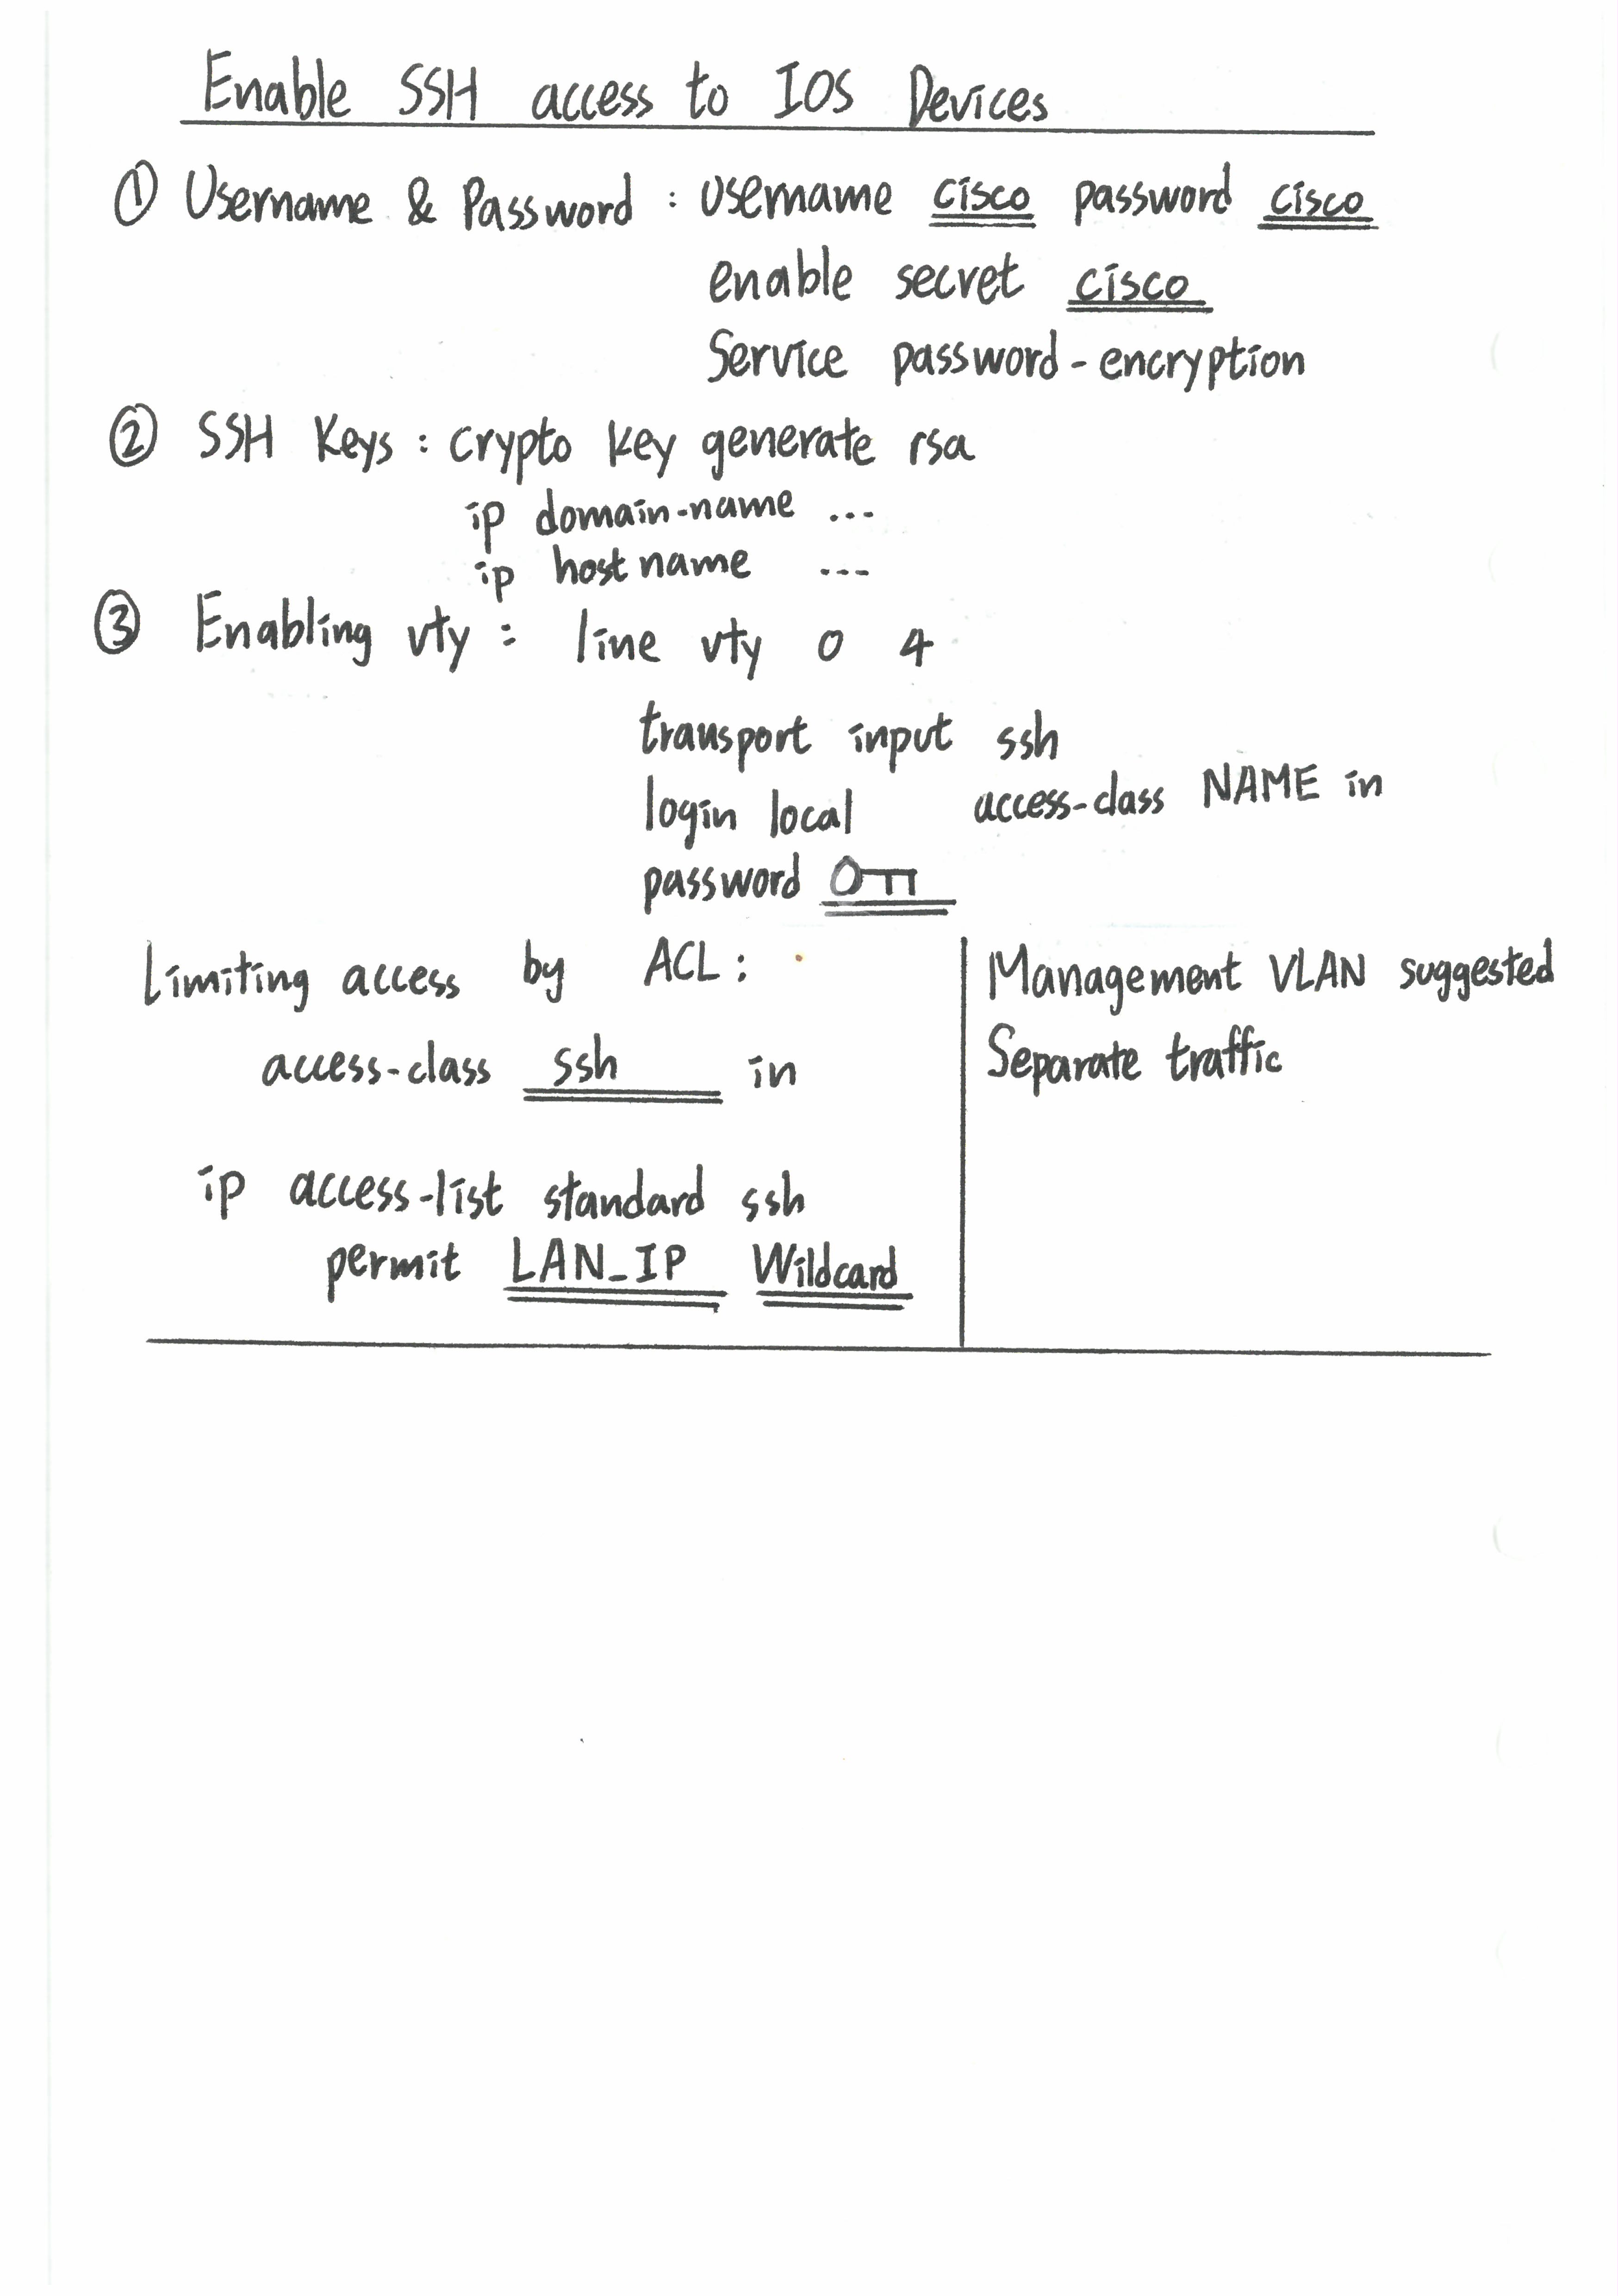 Enable SSH access to IOS Devices
① Username & Password : username cisco password cisco
enable secret cisco
Service password-encryption
② SSH Keys : crypto key generate rsa
ip domain-name ...
ip hostname ...
③ Enabling vty : line vty 0 4
transport input ssh
login local access-class NAME in
password
Limiting access by ACL :
access-class ssh in
ip access-list standard ssh
permit LAN_IP Wildcard
Management VLAN suggested
Separate traffic